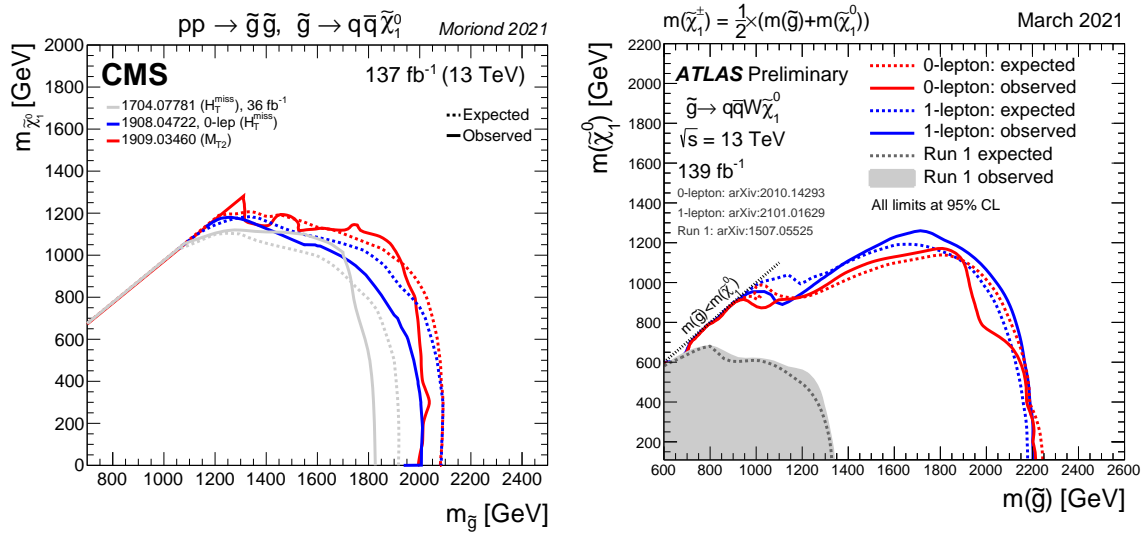 pp → g̃ g̃, g̃ → q q̄ χ̃₁⁰ Moriond 2021
CMS 137 fb⁻¹ (13 TeV)
1704.07781 (H_T^miss), 36 fb⁻¹
1908.04722, 0-lep (H_T^miss)
1909.03460 (M_T2)
Expected
Observed
m_χ̃₁⁰ [GeV]
2000
1800
1600
1400
1200
1000
800
600
400
200
0
800 1000 1200 1400 1600 1800 2000 2200 2400
m_g̃ [GeV]
m(χ̃₁^±) = 1/2 × (m(g̃)+m(χ̃₁⁰)) March 2021
ATLAS Preliminary
g̃→ qq̄Wχ̃₁⁰
√s = 13 TeV
139 fb⁻¹
0-lepton: arXiv:2010.14293
1-lepton: arXiv:2101.01629
Run 1: arXiv:1507.05525
0-lepton: expected
0-lepton: observed
1-lepton: expected
1-lepton: observed
Run 1 expected
Run 1 observed
All limits at 95% CL
m(g̃)<m(χ̃₁⁰)
m(χ̃₁⁰) [GeV]
2200
2000
1800
1600
1400
1200
1000
800
600
400
200
600 800 1000 1200 1400 1600 1800 2000 2200 2400 2600
m(g̃) [GeV]